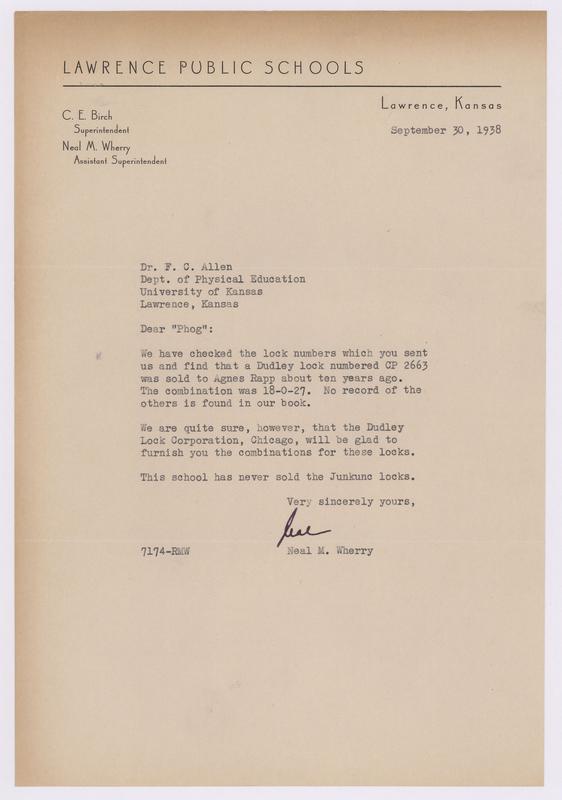 LAWRENCE PUBLIC SCHOOLS
Lawrence, Kansas
September 30, 1938
C. E. Birch
Superintendent
Neal M. Wherry
Assistant Superintendent
Dr. F. C. Allen
Dept. of Physical Education
University of Kansas
Lawrence, Kansas
Dear "Phog":
We have checked the lock numbers which you sent
us and find that a Dudley lock numbered CP 2663
was sold to Agnes Rapp about ten years ago.
The combination was 18-0-27.  No record of the
others is found in our book.
We are quite sure, however, that the Dudley
Lock Corporation, Chicago, will be glad to
furnish you the combinations for these locks.
This school has never sold the Junkunc locks.
Very sincerely yours,
Neal
7174-RMW Neal M. Wherry